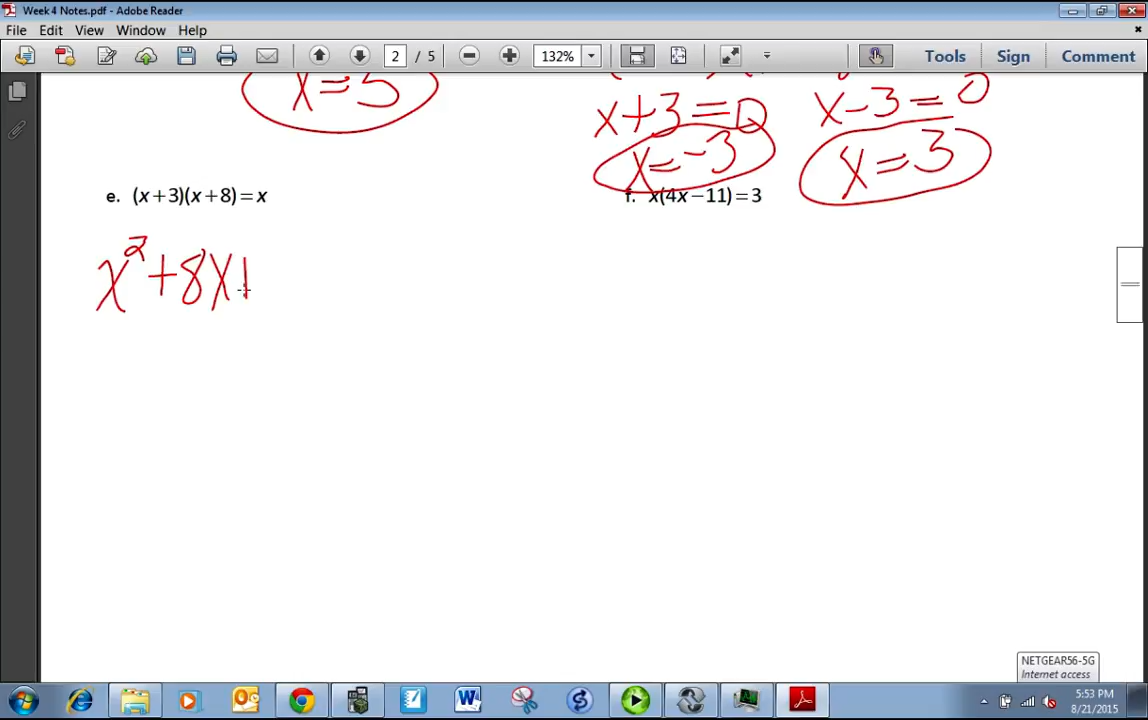 Week 4 Notes.pdf - Adobe Reader
File Edit View Window Help
2 / 5 132% Tools Sign Comment
x = 5
x + 3 = 0
x - 3 = 0
x = -3
x = 3
e. (x+3)(x+8)=x
f. x(4x−11)=3
x² + 8x
NETGEAR56-5G
Internet access
5:53 PM
8/21/2015